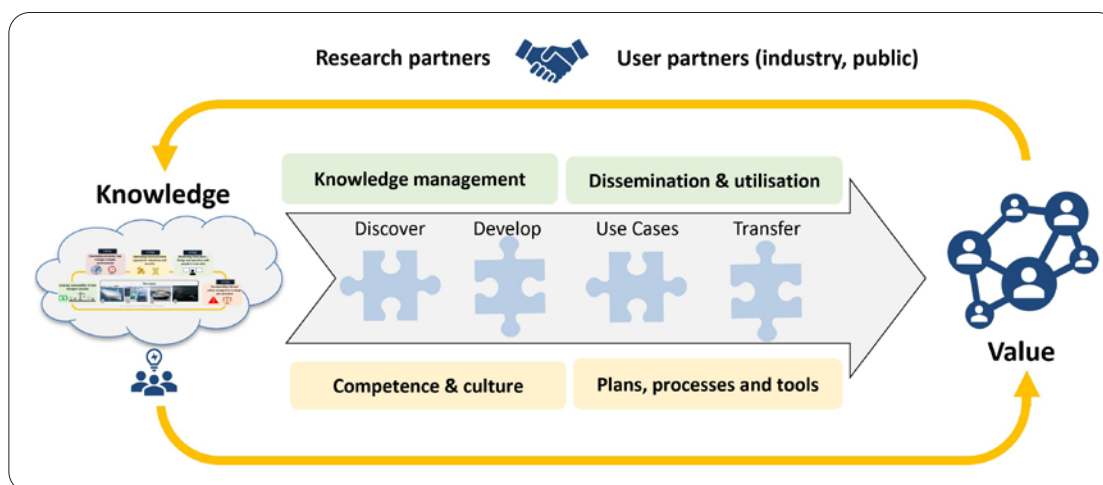 Research partners
User partners (industry, public)
Knowledge
Knowledge management
Dissemination & utilisation
Discover
Develop
Use Cases
Transfer
Competence & culture
Plans, processes and tools
Value